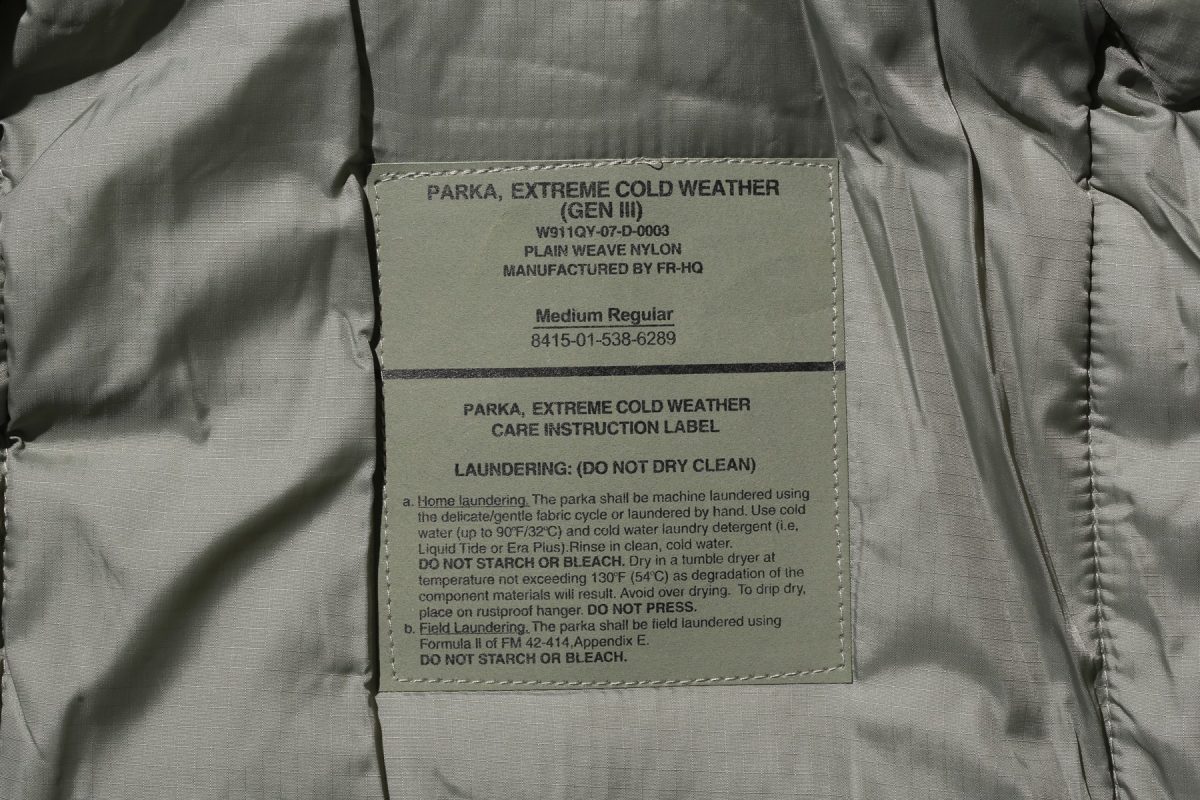 PARKA, EXTREME COLD WEATHER
(GEN III)
W911QY-07-D-0003
PLAIN WEAVE NYLON
MANUFACTURED BY FR-HQ
Medium Regular
8415-01-538-6289
PARKA, EXTREME COLD WEATHER
CARE INSTRUCTION LABEL
LAUNDERING: (DO NOT DRY CLEAN)
a. Home laundering. The parka shall be machine laundered using
the delicate/gentle fabric cycle or laundered by hand. Use cold
water (up to 90°F/32°C) and cold water laundry detergent (i.e,
Liquid Tide or Era Plus).Rinse in clean, cold water.
DO NOT STARCH OR BLEACH. Dry in a tumble dryer at
temperature not exceeding 130°F (54°C) as degradation of the
component materials will result. Avoid over drying. To drip dry,
place on rustproof hanger. DO NOT PRESS.
b. Field Laundering. The parka shall be field laundered using
Formula II of FM 42-414,Appendix E.
DO NOT STARCH OR BLEACH.